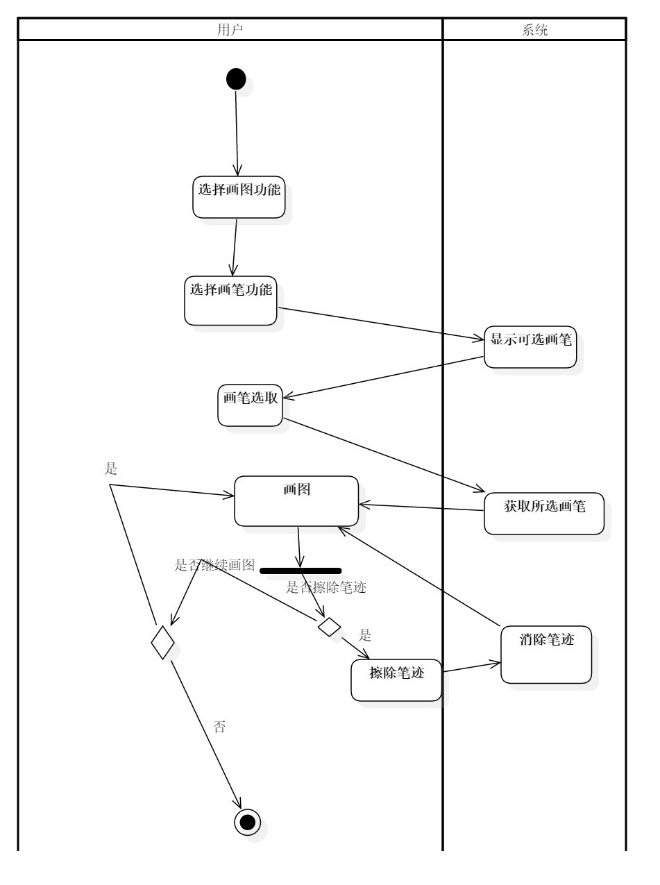 用户
系统
选择画图功能
选择画笔功能
显示可选画笔
画笔选取
是
画图
获取所选画笔
是否继续画图
是否擦除笔迹
是
消除笔迹
擦除笔迹
否